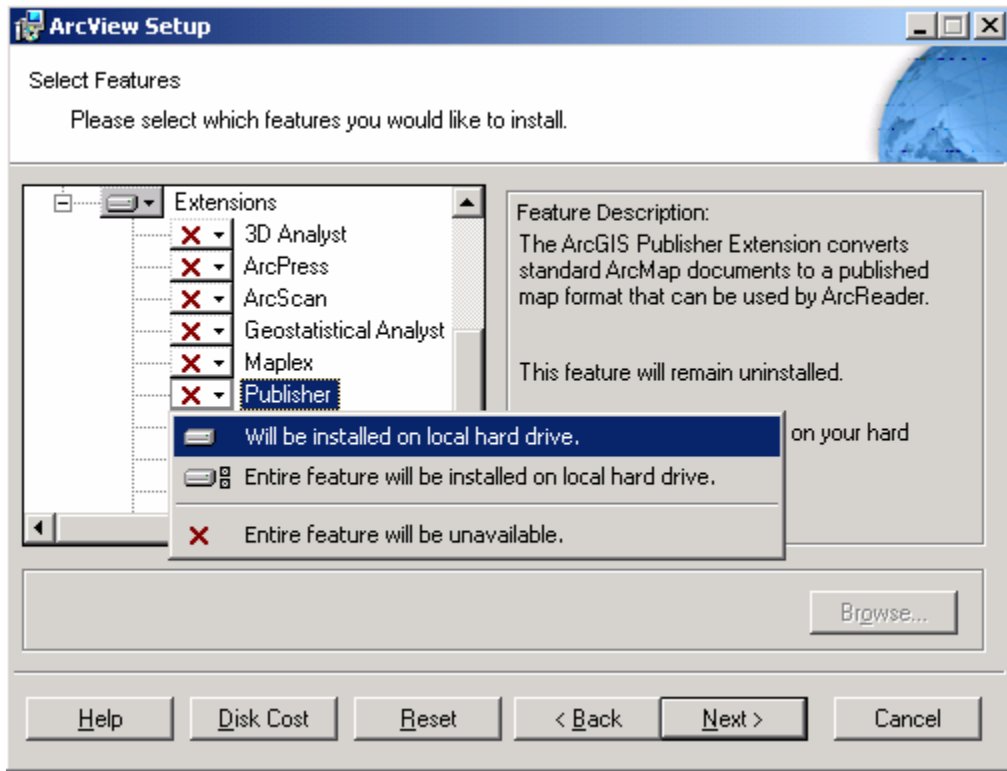 ArcView Setup
Select Features
Please select which features you would like to install.
Extensions
3D Analyst
ArcPress
ArcScan
Geostatistical Analyst
Maplex
Publisher
Feature Description:
The ArcGIS Publisher Extension converts
standard ArcMap documents to a published
map format that can be used by ArcReader.
This feature will remain uninstalled.
on your hard
Will be installed on local hard drive.
Entire feature will be installed on local hard drive.
Entire feature will be unavailable.
Browse...
Help
Disk Cost
Reset
< Back
Next >
Cancel